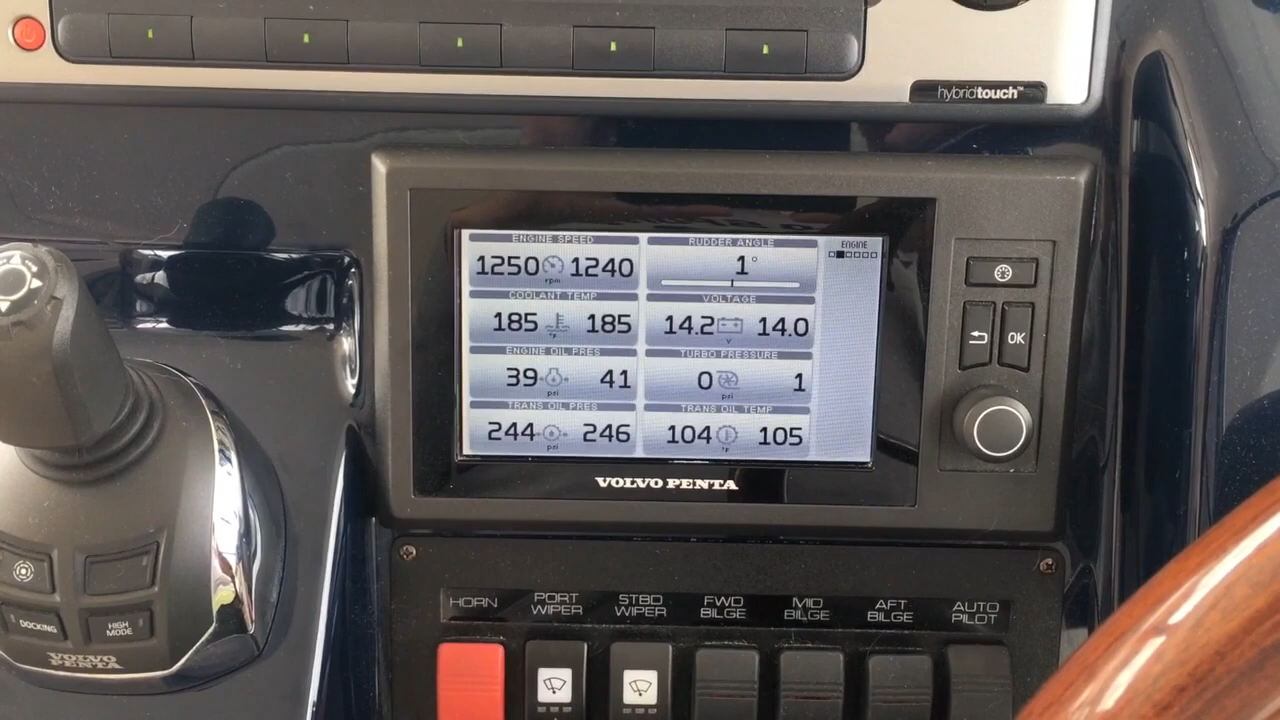 hybridtouch™
ENGINE SPEED
1250 1240
rpm
RUDDER ANGLE
1°
ENGINE
COOLANT TEMP
185 185
°F
VOLTAGE
14.2 14.0
V
ENGINE OIL PRES
39 41
psi
TURBO PRESSURE
0 1
psi
TRANS OIL PRES
244 246
psi
TRANS OIL TEMP
104 105
°F
OK
VOLVO PENTA
DOCKING
HIGH
MODE
VOLVO
PENTA
HORN
PORT
WIPER
STBD
WIPER
FWD
BILGE
MID
BILGE
AFT
BILGE
AUTO
PILOT